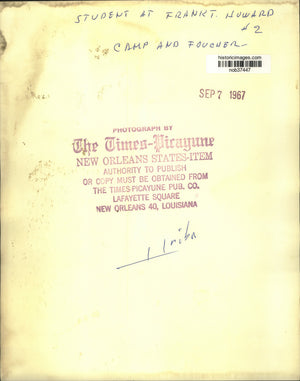 STUDENT AT FRANK T. HOWARD
#2
CAMP AND FOUCHER
historicimages.com
nob37447
SEP 7 1967
PHOTOGRAPH BY
The Times-Picayune
NEW ORLEANS STATES-ITEM
AUTHORITY TO PUBLISH
OR COPY MUST BE OBTAINED FROM
THE TIMES-PICAYUNE PUB. CO.
LAFAYETTE SQUARE
NEW ORLEANS 40, LOUISIANA